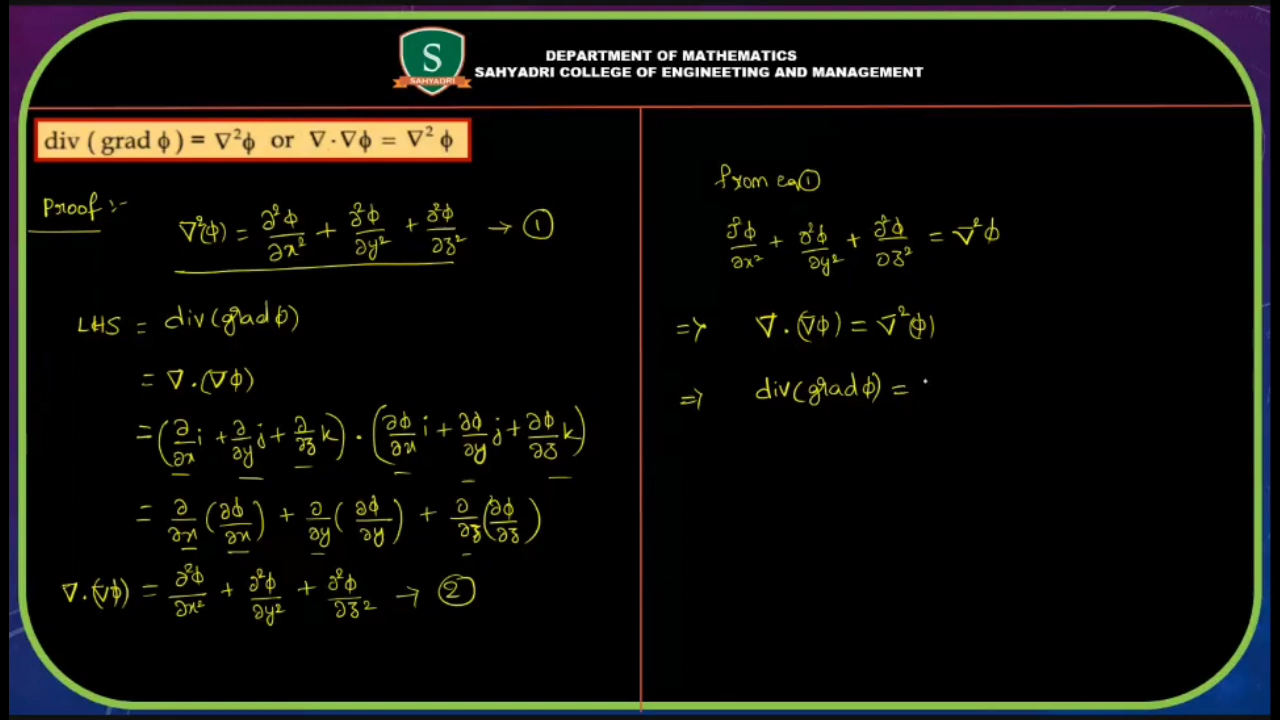 S
SAHYADRI
DEPARTMENT OF MATHEMATICS
SAHYADRI COLLEGE OF ENGINEETING AND MANAGEMENT
div ( grad ϕ ) = ∇²ϕ or ∇·∇ϕ = ∇² ϕ
Proof :-
∇²(ϕ) = ∂²ϕ/∂x² + ∂²ϕ/∂y² + ∂²ϕ/∂z² → ①
LHS = div(grad ϕ)
= ∇ . (∇ϕ)
= (∂/∂x i + ∂/∂y j + ∂/∂z k) . (∂ϕ/∂x i + ∂ϕ/∂y j + ∂ϕ/∂z k)
= ∂/∂x (∂ϕ/∂x) + ∂/∂y (∂ϕ/∂y) + ∂/∂z (∂ϕ/∂z)
∇ . (∇ϕ) = ∂²ϕ/∂x² + ∂²ϕ/∂y² + ∂²ϕ/∂z² → ②
from eq ①
∂²ϕ/∂x² + ∂²ϕ/∂y² + ∂²ϕ/∂z² = ∇²ϕ
=> ∇ . (∇ϕ) = ∇²(ϕ)
=> div(grad ϕ) =